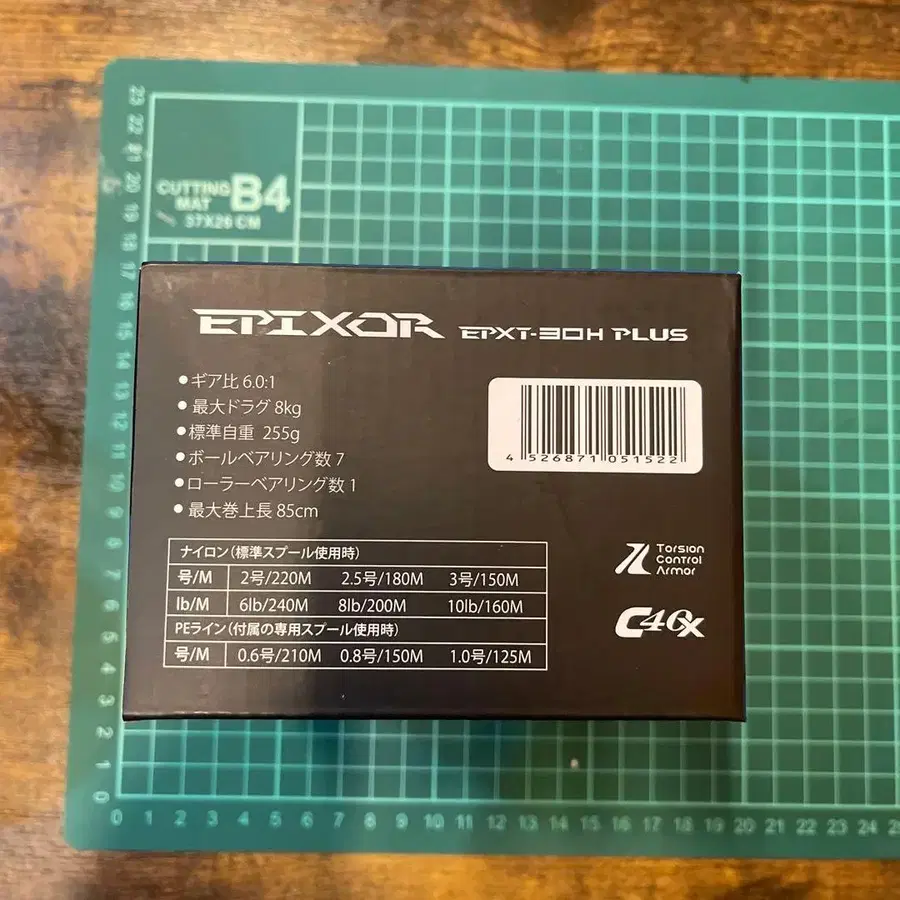 CUTTING
MAT B4
37X26 CM
23
22
21
20
19
18
17
16
15
14
13
12
11
10
9
8
7
6
5
4
3
2
1
0
EPIXOR EPXT-30H PLUS
●ギア比 6.0:1
●最大ドラグ 8kg
●標準自重 255g
●ボールベアリング数 7
●ローラーベアリング数 1
●最大巻上長 85cm
4 526871 051522
ナイロン(標準スプール使用時)
号/M 2号/220M 2.5号/180M 3号/150M
lb/M 6lb/240M 8lb/200M 10lb/160M
PEライン(付属の専用スプール使用時)
号/M 0.6号/210M 0.8号/150M 1.0号/125M
Torsion
Control
Armor
C46X
0 1 2 3 4 5 6 7 8 9 10 11 12 13 14 15 16 17 18 19 20 21 22 23 24